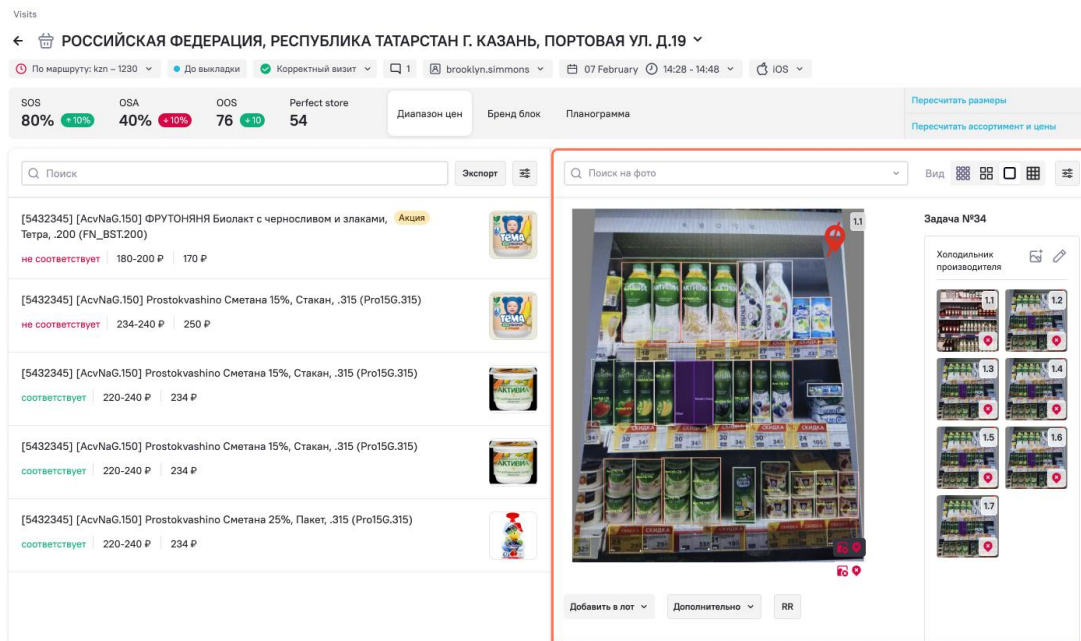 Visits
РОССИЙСКАЯ ФЕДЕРАЦИЯ, РЕСПУБЛИКА ТАТАРСТАН Г. КАЗАНЬ, ПОРТОВАЯ УЛ. Д.19
По маршруту: kzn – 1230
До выкладки
Корректный визит
1
brooklyn.simmons
07 February
14:28 - 14:48
iOS
SOS
OSA
OOS
Perfect store
80%
10%
40%
10%
76
10
54
Диапазон цен
Бренд блок
Планограмма
Пересчитать размеры
Пересчитать ассортимент и цены
Поиск
Экспорт
[5432345] [AcvNaG.150] ФРУТОНЯНЯ Биолакт с черносливом и злаками,
Акция
Тетра, .200 (FN_BST.200)
не соответствует 180-200 ₽ 170 ₽
ТЕМА
[5432345] [AcvNaG.150] Prostokvashino Сметана 15%, Стакан, .315 (Pro15G.315)
не соответствует 234-240 ₽ 250 ₽
ТЕМА
[5432345] [AcvNaG.150] Prostokvashino Сметана 15%, Стакан, .315 (Pro15G.315)
соответствует 220-240 ₽ 234 ₽
АКТИВИА
[5432345] [AcvNaG.150] Prostokvashino Сметана 15%, Стакан, .315 (Pro15G.315)
соответствует 220-240 ₽ 234 ₽
АКТИВИА
[5432345] [AcvNaG.150] Prostokvashino Сметана 25%, Пакет, .315 (Pro15G.315)
соответствует 220-240 ₽ 234 ₽
Поиск на фото
Вид
1.1
СКИДКА
Добавить в лот
Дополнительно
RR
Задача №34
Холодильник
производителя
1.1
1.2
1.3
1.4
1.5
1.6
1.7